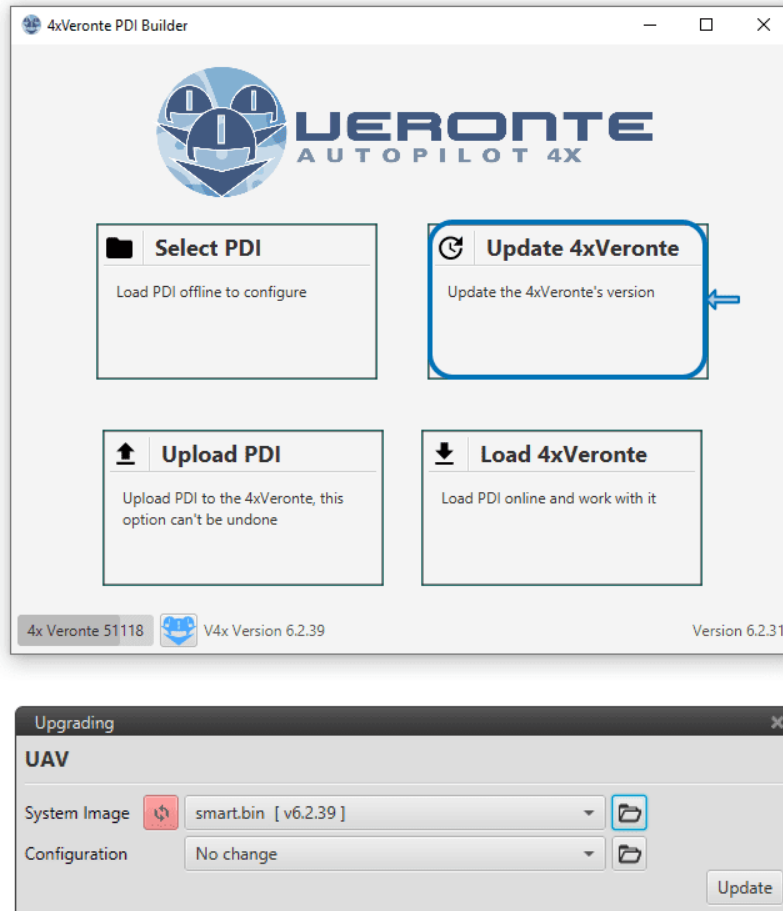 4xVeronte PDI Builder
VERONTE
AUTOPILOT 4X
Select PDI
Load PDI offline to configure
Update 4xVeronte
Update the 4xVeronte's version
Upload PDI
Upload PDI to the 4xVeronte, this
option can't be undone
Load 4xVeronte
Load PDI online and work with it
4x Veronte 51118
V4x Version 6.2.39
Version 6.2.31
Upgrading
UAV
System Image
smart.bin [ v6.2.39 ]
Configuration
No change
Update